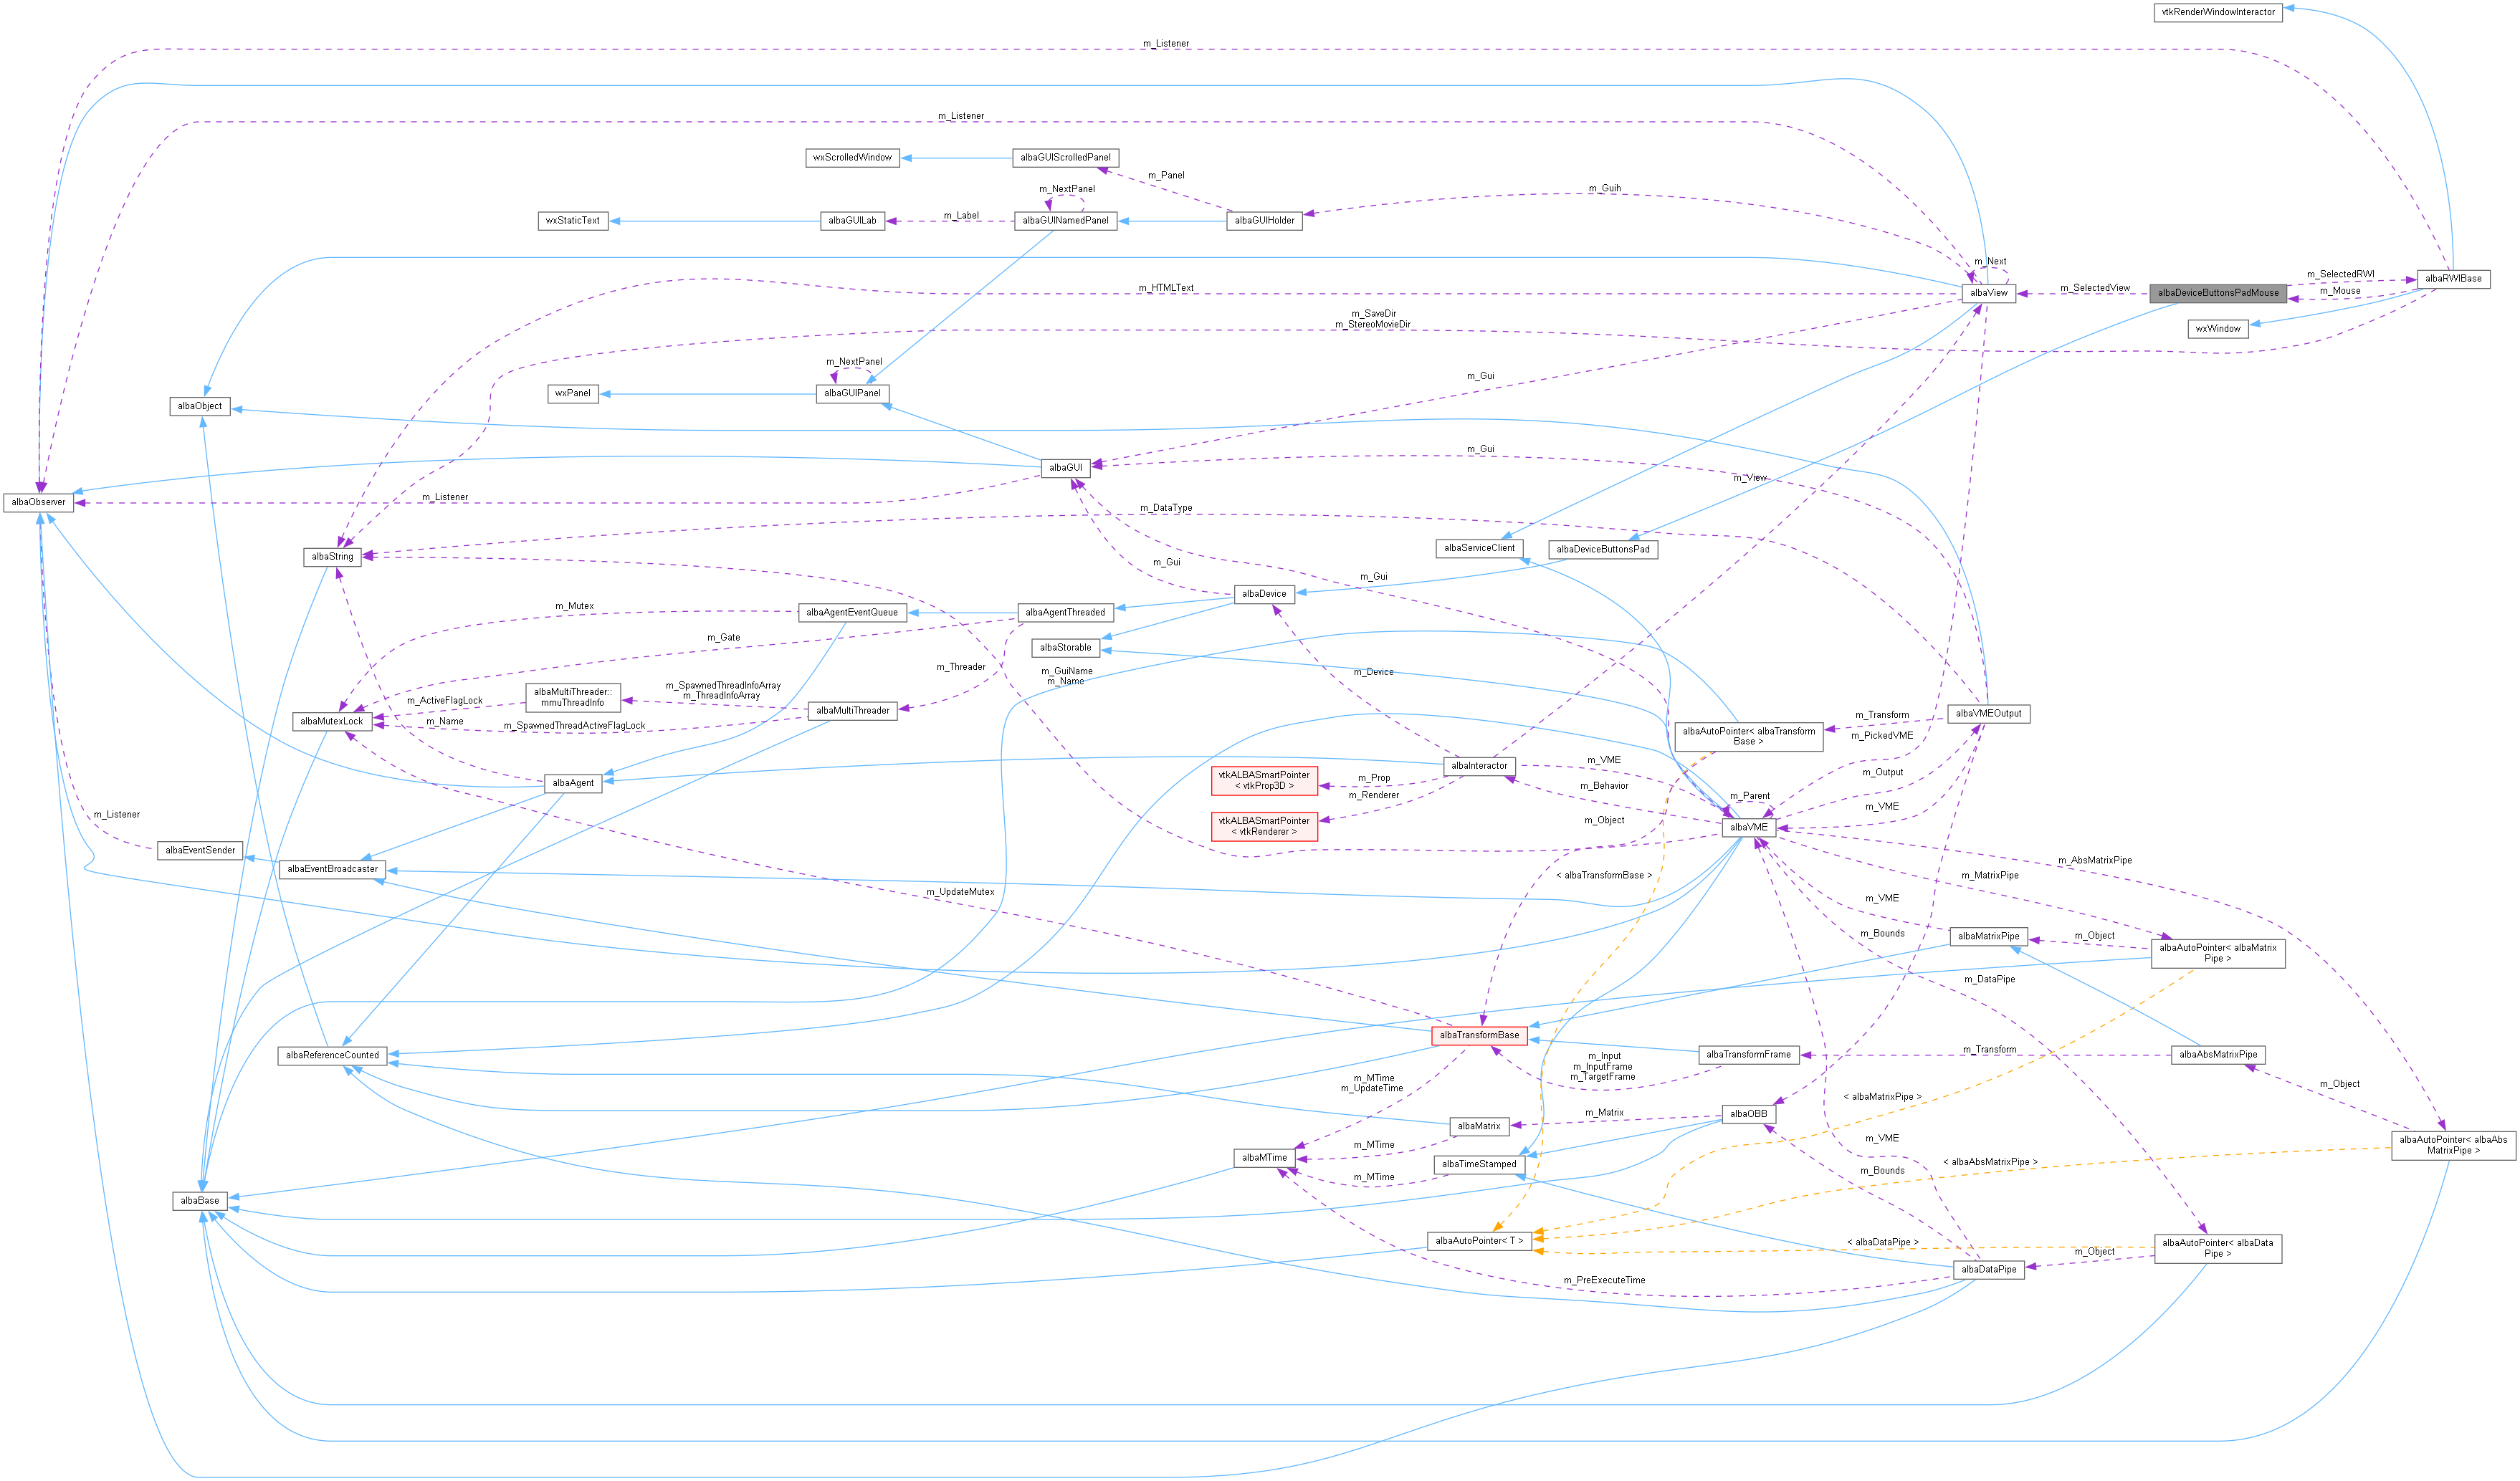 vtkRenderWindowInteractor
m_Listener
m_Listener
wxScrolledWindow
albaGUIScrolledPanel
m_Panel
m_Guih
m_NextPanel
wxStaticText
albaGUILab
m_Label
albaGUINamedPanel
albaGUIHolder
m_Next
m_HTMLText
albaView
m_SelectedView
albaDeviceButtonsPadMouse
m_SelectedRWI
m_Mouse
albaRWIBase
m_SaveDir
m_StereoMovieDir
wxWindow
m_NextPanel
m_Gui
wxPanel
albaGUIPanel
albaObject
m_Gui
albaGUI
m_View
albaObserver
m_Listener
m_DataType
albaString
albaServiceClient
albaDeviceButtonsPad
m_Gui
m_Gui
albaDevice
m_Mutex
albaAgentEventQueue
albaAgentThreaded
m_Gate
albaStorable
m_Threader
m_GuiName
m_Name
m_Device
albaMultiThreader::
mmuThreadInfo
m_SpawnedThreadInfoArray
m_ThreadInfoArray
m_ActiveFlagLock
albaMultiThreader
albaMutexLock
m_Name
m_SpawnedThreadActiveFlagLock
albaAutoPointer< albaTransform
Base >
m_Transform
albaVMEOutput
m_PickedVME
albaInteractor
m_VME
vtkALBASmartPointer
< vtkProp3D >
m_Prop
m_Output
albaAgent
m_Behavior
m_Renderer
m_Parent
m_VME
m_Listener
vtkALBASmartPointer
< vtkRenderer >
m_Object
albaVME
albaEventSender
albaEventBroadcaster
m_AbsMatrixPipe
< albaTransformBase >
m_MatrixPipe
m_UpdateMutex
m_VME
m_Bounds
albaMatrixPipe
m_Object
albaAutoPointer< albaMatrix
Pipe >
m_DataPipe
albaTransformBase
albaReferenceCounted
m_Input
m_InputFrame
m_TargetFrame
albaTransformFrame
m_Transform
albaAbsMatrixPipe
m_MTime
m_UpdateTime
m_Object
< albaMatrixPipe >
m_Matrix
albaOBB
albaMatrix
m_MTime
m_VME
albaAutoPointer< albaAbs
MatrixPipe >
albaMTime
albaTimeStamped
m_MTime
m_Bounds
< albaAbsMatrixPipe >
albaBase
albaAutoPointer< T >
< albaDataPipe >
albaAutoPointer< albaData
Pipe >
m_Object
m_PreExecuteTime
albaDataPipe